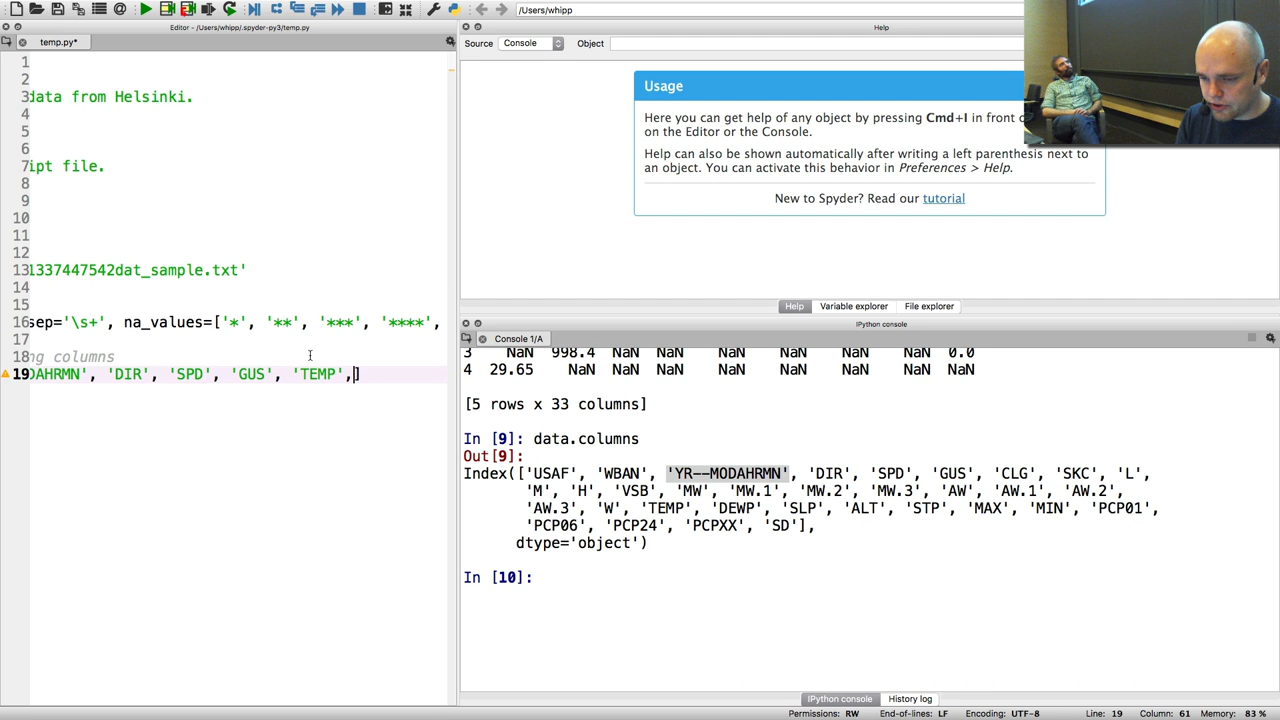 /Users/whipp
Editor - /Users/whipp/.spyder-py3/temp.py
temp.py*
1
2
3 data from Helsinki.
4
5
6
7 ipt file.
8
9
10
11
12
13 1337447542dat_sample.txt'
14
15
16 sep='\s+', na_values=['*', '**', '***', '****',
17
18 ng columns
19 DAHRMN', 'DIR', 'SPD', 'GUS', 'TEMP',]
Help
Source Console Object
Usage
Here you can get help of any object by pressing Cmd+I in front o
on the Editor or the Console.
Help can also be shown automatically after writing a left parenthesis next to
an object. You can activate this behavior in Preferences > Help.
New to Spyder? Read our tutorial
Help Variable explorer File explorer
IPython console
Console 1/A
3 NaN 998.4 NaN NaN NaN NaN NaN NaN 0.0
4 29.65 NaN NaN NaN NaN NaN NaN NaN NaN
[5 rows x 33 columns]
In [9]: data.columns
Out[9]:
Index(['USAF', 'WBAN', 'YR--MODAHRMN', 'DIR', 'SPD', 'GUS', 'CLG', 'SKC', 'L',
'M', 'H', 'VSB', 'MW', 'MW.1', 'MW.2', 'MW.3', 'AW', 'AW.1', 'AW.2',
'AW.3', 'W', 'TEMP', 'DEWP', 'SLP', 'ALT', 'STP', 'MAX', 'MIN', 'PCP01',
'PCP06', 'PCP24', 'PCPXX', 'SD'],
dtype='object')
In [10]:
IPython console History log
Permissions: RW End-of-lines: LF Encoding: UTF-8 Line: 19 Column: 61 Memory: 83 %